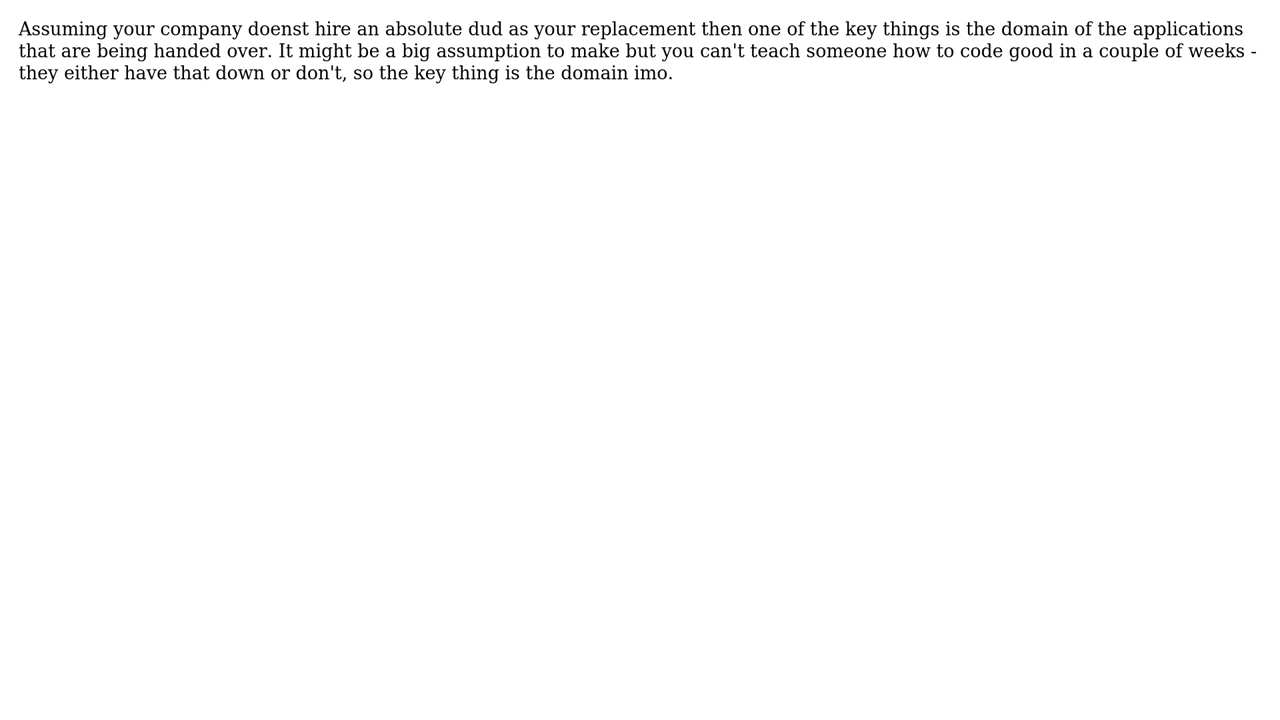 Assuming your company doenst hire an absolute dud as your replacement then one of the key things is the domain of the applications
that are being handed over. It might be a big assumption to make but you can't teach someone how to code good in a couple of weeks -
they either have that down or don't, so the key thing is the domain imo.